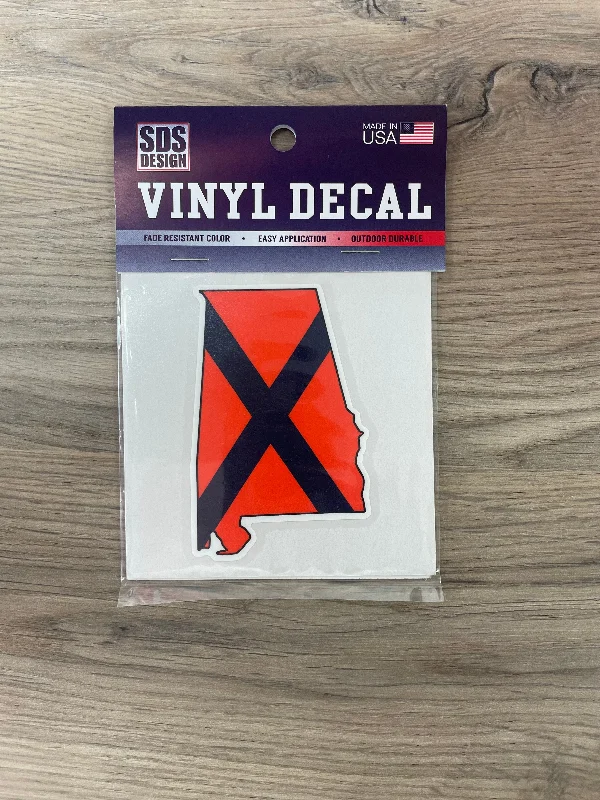 SDS
DESIGN
MADE IN
USA
VINYL DECAL
FADE RESISTANT COLOR • EASY APPLICATION • OUTDOOR DURABLE